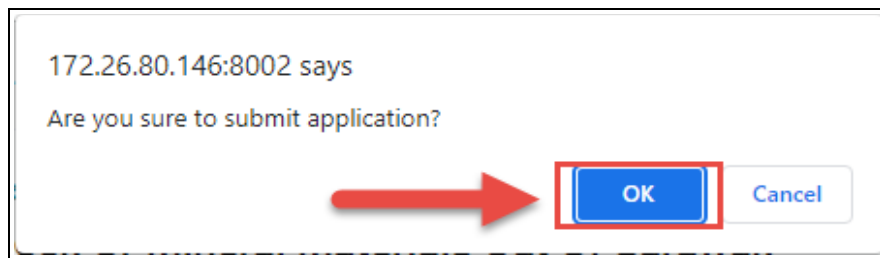 172.26.80.146:8002 says
Are you sure to submit application?
OK
Cancel